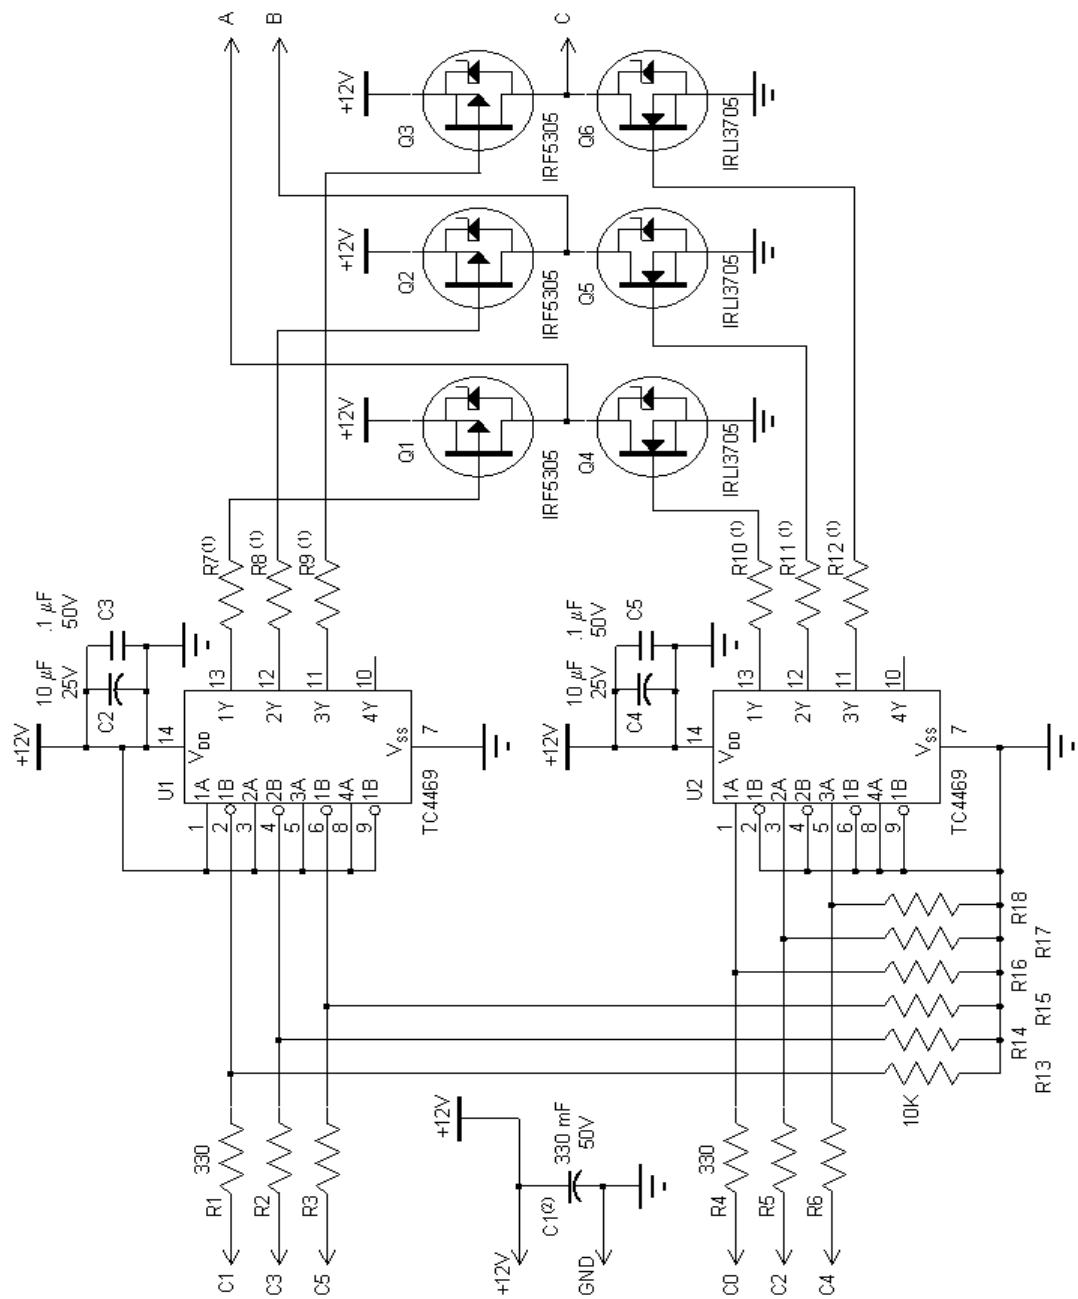 A
B
C
+12V
Q3
IRF5305
Q6
IRLI3705
+12V
Q2
IRF5305
Q5
IRLI3705
+12V
Q1
IRF5305
Q4
IRLI3705
R7(1)
R8(1)
R9(1)
R10(1)
R11(1)
R12(1)
+12V
10 µF
25V
C2
.1 µF
50V
C3
14
VDD
U1
1 1A
2 1B
3 2A
4 2B
5 3A
6 1B
8 4A
9 1B
1Y 13
2Y 12
3Y 11
4Y 10
VSS
7
TC4469
+12V
10 µF
25V
C4
.1 µF
50V
C5
14
VDD
U2
1 1A
2 1B
3 2A
4 2B
5 3A
6 1B
8 4A
9 1B
1Y 13
2Y 12
3Y 11
4Y 10
VSS
7
TC4469
R18
R17
R16
R15
R14
R13
10K
330
R1
R2
R3
C1
C3
C5
+12V
330 mF
50V
C1(2)
+12V
GND
330
R4
R5
R6
C0
C2
C4